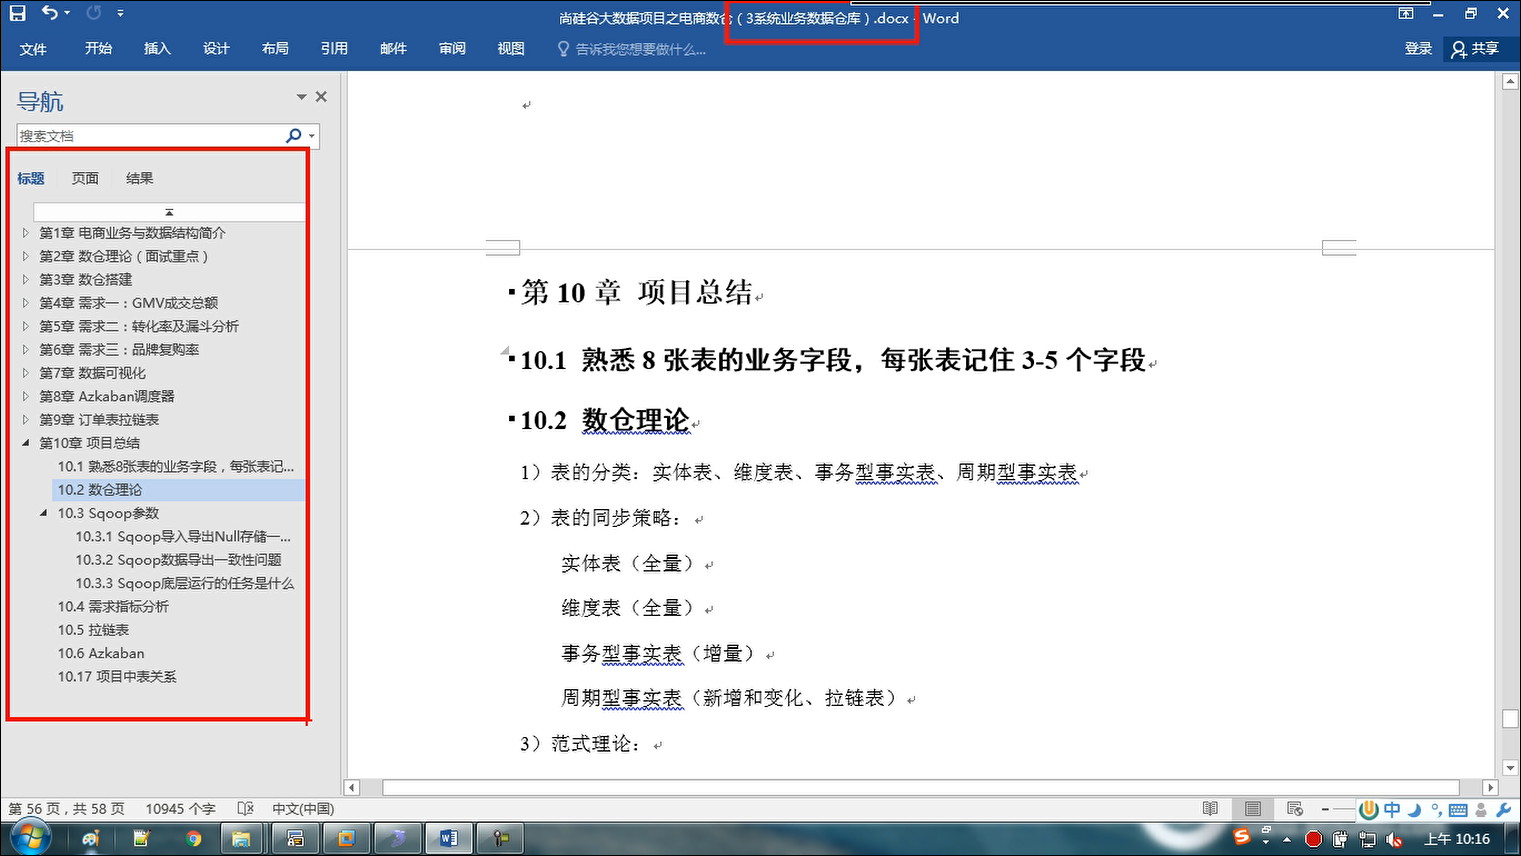 尚硅谷大数据项目之电商数仓（3系统业务数据仓库）.docx - Word
文件 开始 插入 设计 布局 引用 邮件 审阅 视图 告诉我您想要做什么... 登录 共享
导航
搜索文档
标题 页面 结果
第1章 电商业务与数据结构简介
第2章 数仓理论（面试重点）
第3章 数仓搭建
第4章 需求一：GMV成交总额
第5章 需求二：转化率及漏斗分析
第6章 需求三：品牌复购率
第7章 数据可视化
第8章 Azkaban调度器
第9章 订单表拉链表
第10章 项目总结
10.1 熟悉8张表的业务字段，每张表记...
10.2 数仓理论
10.3 Sqoop参数
10.3.1 Sqoop导入导出Null存储一...
10.3.2 Sqoop数据导出一致性问题
10.3.3 Sqoop底层运行的任务是什么
10.4 需求指标分析
10.5 拉链表
10.6 Azkaban
10.17 项目中表关系
第 10 章 项目总结
10.1 熟悉 8 张表的业务字段，每张表记住 3-5 个字段
10.2 数仓理论
1）表的分类：实体表、维度表、事务型事实表、周期型事实表
2）表的同步策略：
实体表（全量）
维度表（全量）
事务型事实表（增量）
周期型事实表（新增和变化、拉链表）
3）范式理论：
第 56 页，共 58 页 10945 个字 中文(中国)
中
上午 10:16